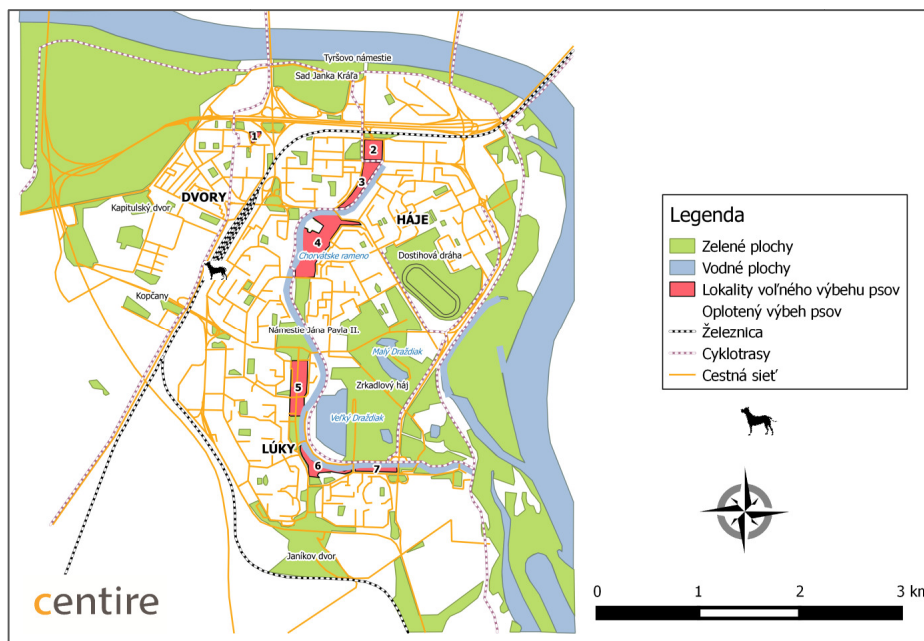 Tyršovo námestie
Sad Janka Kráľa
1
2
3
DVORY
Kapitulský dvor
HÁJE
4
Chorvátske rameno
Dostihová dráha
Kopčany
Námestie Jána Pavla II.
Malý Draždiak
5
Zrkadlový háj
Veľký Draždiak
LÚKY
6
7
Janíkov dvor
centire
Legenda
Zelené plochy
Vodné plochy
Lokality voľného výbehu psov
Oplotený výbeh psov
Železnica
Cyklotrasy
Cestná sieť
0 1 2 3 km